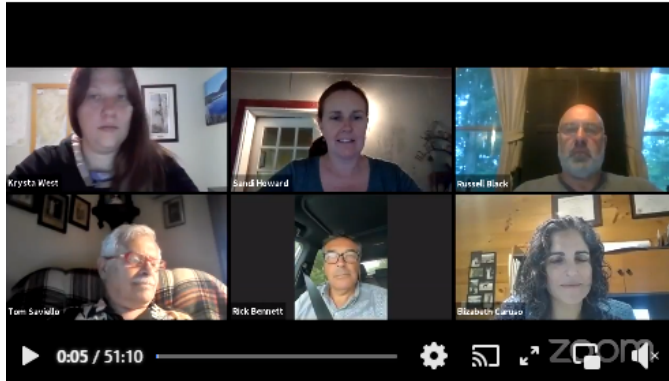 Krysta West
Sandi Howard
Russell Black
Tom Saviello
Rick Bennett
Elizabeth Caruso
0:05 / 51:10
zoom